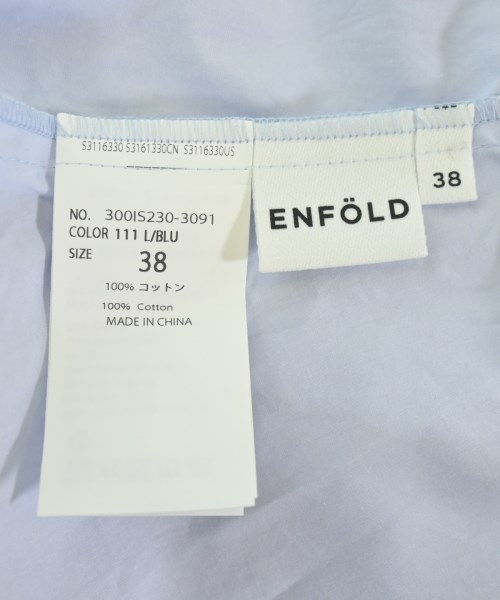 S3116330 S3161330CN S3116330US
NO. 300IS230-3091
COLOR 111 L/BLU
SIZE 38
100% コットン
100% Cotton
MADE IN CHINA
ENFÖLD
38